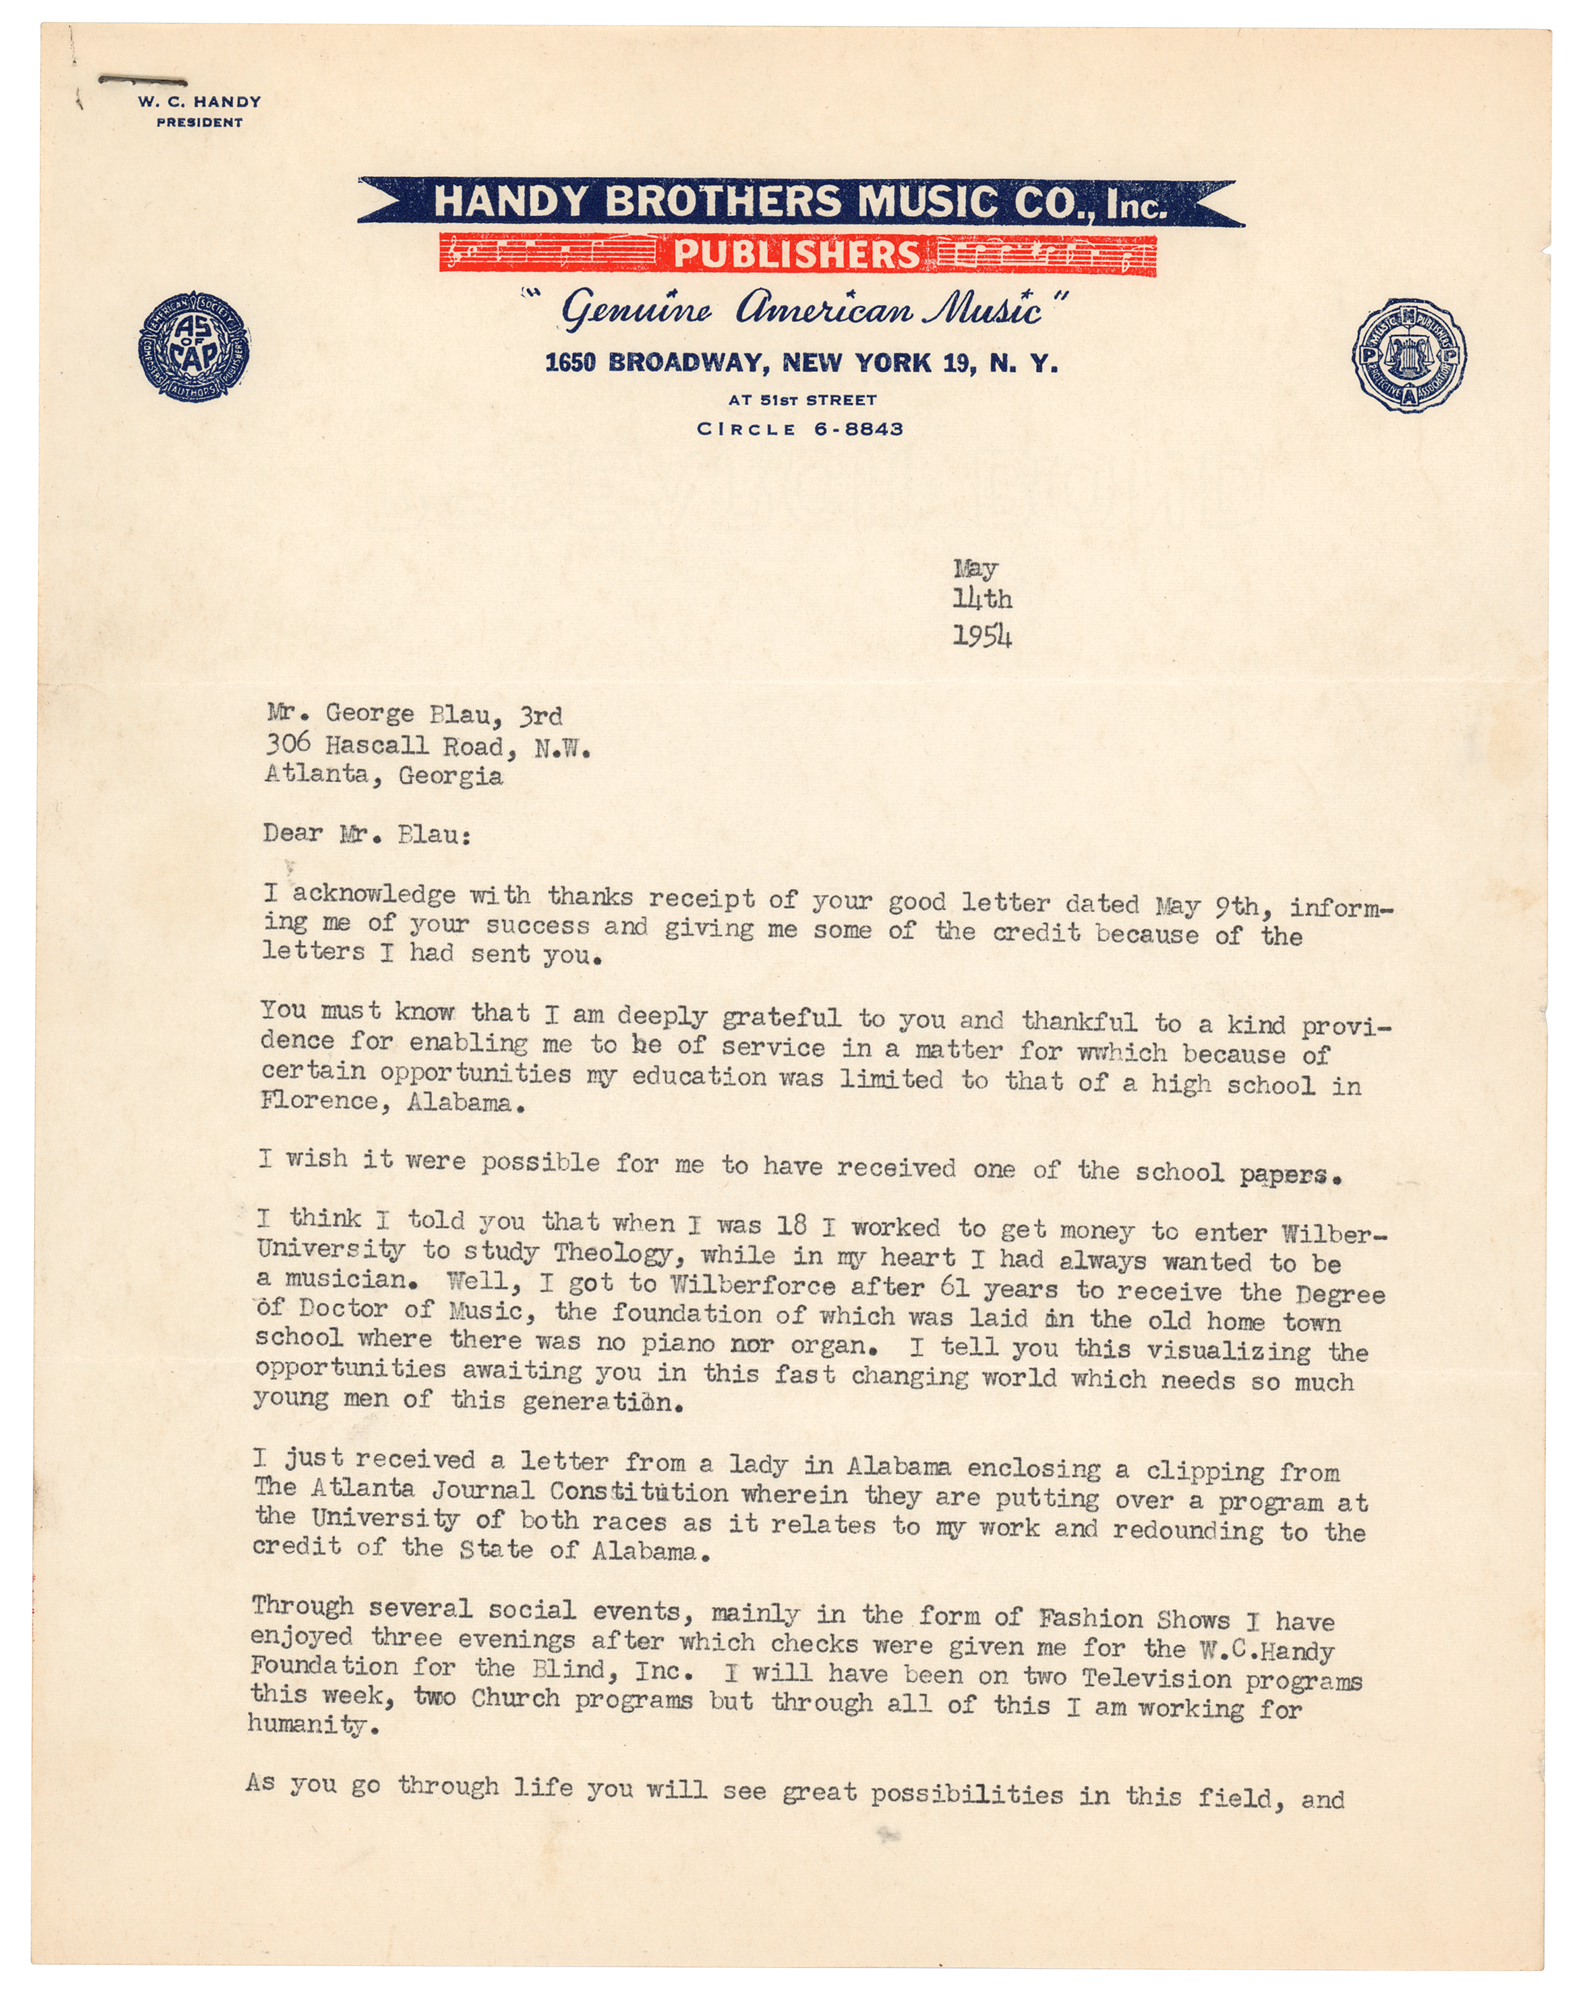 W. C. HANDY
PRESIDENT
HANDY BROTHERS MUSIC CO., Inc.
PUBLISHERS
"Genuine American Music"
1650 BROADWAY, NEW YORK 19, N. Y.
AT 51ST STREET
CIRCLE 6-8843
AMERICAN SOCIETY
AS
OF
CAP
COMPOSERS
AUTHORS
PUBLISHERS
MUSIC PUBLISHERS
PROTECTIVE ASSOCIATION
M
P
P
A
May
14th
1954
Mr. George Blau, 3rd
306 Hascall Road, N.W.
Atlanta, Georgia
Dear Mr. Blau:
I acknowledge with thanks receipt of your good letter dated May 9th, inform-
ing me of your success and giving me some of the credit because of the
letters I had sent you.
You must know that I am deeply grateful to you and thankful to a kind provi-
dence for enabling me to be of service in a matter for wwhich because of
certain opportunities my education was limited to that of a high school in
Florence, Alabama.
I wish it were possible for me to have received one of the school papers.
I think I told you that when I was 18 I worked to get money to enter Wilber-
University to study Theology, while in my heart I had always wanted to be
a musician. Well, I got to Wilberforce after 61 years to receive the Degree
of Doctor of Music, the foundation of which was laid in the old home town
school where there was no piano nor organ. I tell you this visualizing the
opportunities awaiting you in this fast changing world which needs so much
young men of this generation.
I just received a letter from a lady in Alabama enclosing a clipping from
The Atlanta Journal Constitution wherein they are putting over a program at
the University of both races as it relates to my work and redounding to the
credit of the State of Alabama.
Through several social events, mainly in the form of Fashion Shows I have
enjoyed three evenings after which checks were given me for the W.C.Handy
Foundation for the Blind, Inc. I will have been on two Television programs
this week, two Church programs but through all of this I am working for
humanity.
As you go through life you will see great possibilities in this field, and